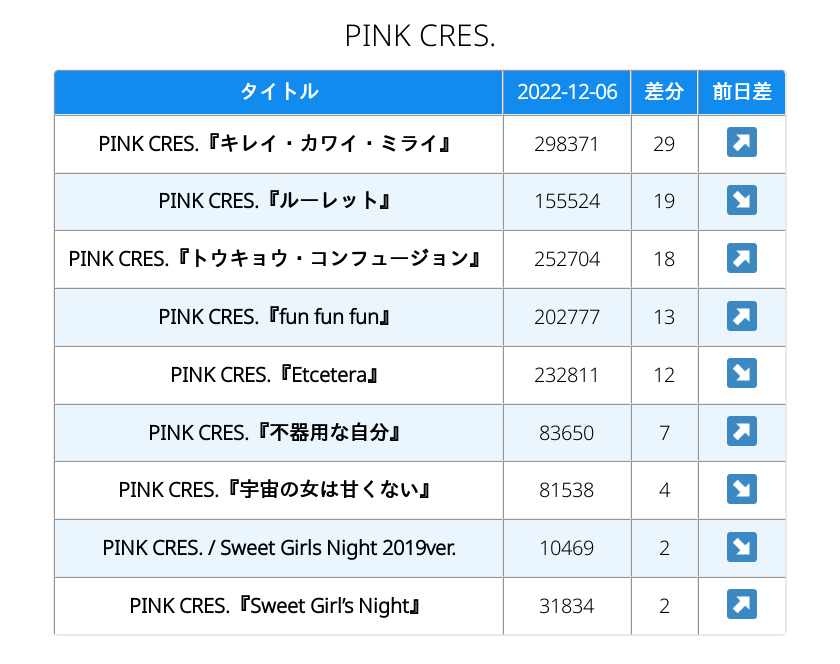 PINK CRES.
タイトル 2022-12-06 差分 前日差
PINK CRES.『キレイ・カワイ・ミライ』 298371 29 ↗
PINK CRES.『ルーレット』 155524 19 ↘
PINK CRES.『トウキョウ・コンフュージョン』 252704 18 ↗
PINK CRES.『fun fun fun』 202777 13 ↗
PINK CRES.『Etcetera』 232811 12 ↘
PINK CRES.『不器用な自分』 83650 7 ↗
PINK CRES.『宇宙の女は甘くない』 81538 4 ↘
PINK CRES. / Sweet Girls Night 2019ver. 10469 2 ↘
PINK CRES.『Sweet Girl’s Night』 31834 2 ↗